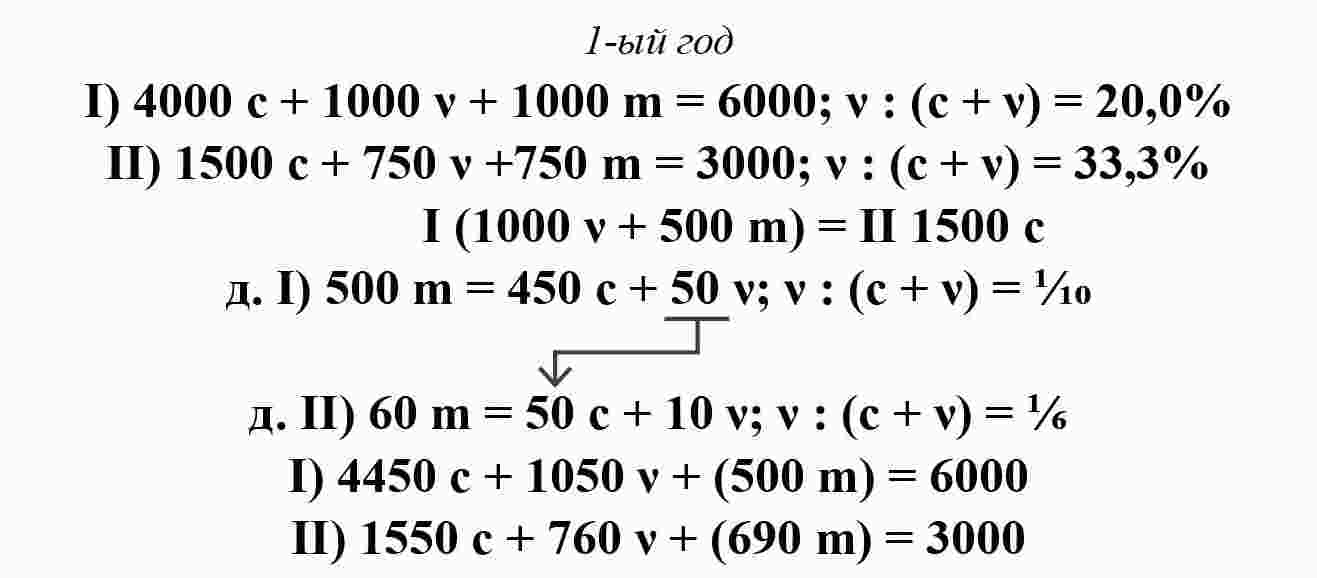 1-ый год
I) 4000 c + 1000 ν + 1000 m = 6000; ν : (c + ν) = 20,0%
II) 1500 c + 750 ν +750 m = 3000; ν : (c + ν) = 33,3%
I (1000 ν + 500 m) = II 1500 c
д. I) 500 m = 450 c + 50 ν; ν : (c + ν) = ⅒
д. II) 60 m = 50 c + 10 ν; ν : (c + ν) = ⅙
I) 4450 c + 1050 ν + (500 m) = 6000
II) 1550 c + 760 ν + (690 m) = 3000